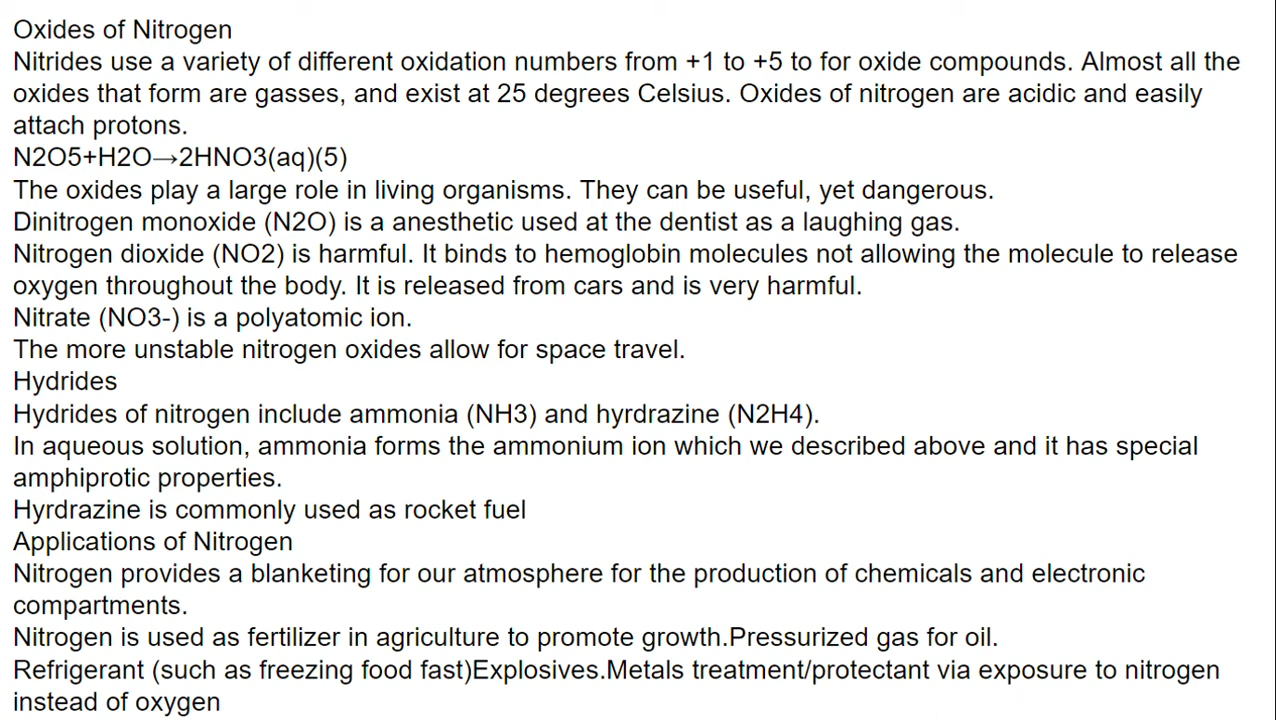 Oxides of Nitrogen
Nitrides use a variety of different oxidation numbers from +1 to +5 to for oxide compounds. Almost all the
oxides that form are gasses, and exist at 25 degrees Celsius. Oxides of nitrogen are acidic and easily
attach protons.
N2O5+H2O→2HNO3(aq)(5)
The oxides play a large role in living organisms. They can be useful, yet dangerous.
Dinitrogen monoxide (N2O) is a anesthetic used at the dentist as a laughing gas.
Nitrogen dioxide (NO2) is harmful. It binds to hemoglobin molecules not allowing the molecule to release
oxygen throughout the body. It is released from cars and is very harmful.
Nitrate (NO3-) is a polyatomic ion.
The more unstable nitrogen oxides allow for space travel.
Hydrides
Hydrides of nitrogen include ammonia (NH3) and hyrdrazine (N2H4).
In aqueous solution, ammonia forms the ammonium ion which we described above and it has special
amphiprotic properties.
Hyrdrazine is commonly used as rocket fuel
Applications of Nitrogen
Nitrogen provides a blanketing for our atmosphere for the production of chemicals and electronic
compartments.
Nitrogen is used as fertilizer in agriculture to promote growth.Pressurized gas for oil.
Refrigerant (such as freezing food fast)Explosives.Metals treatment/protectant via exposure to nitrogen
instead of oxygen